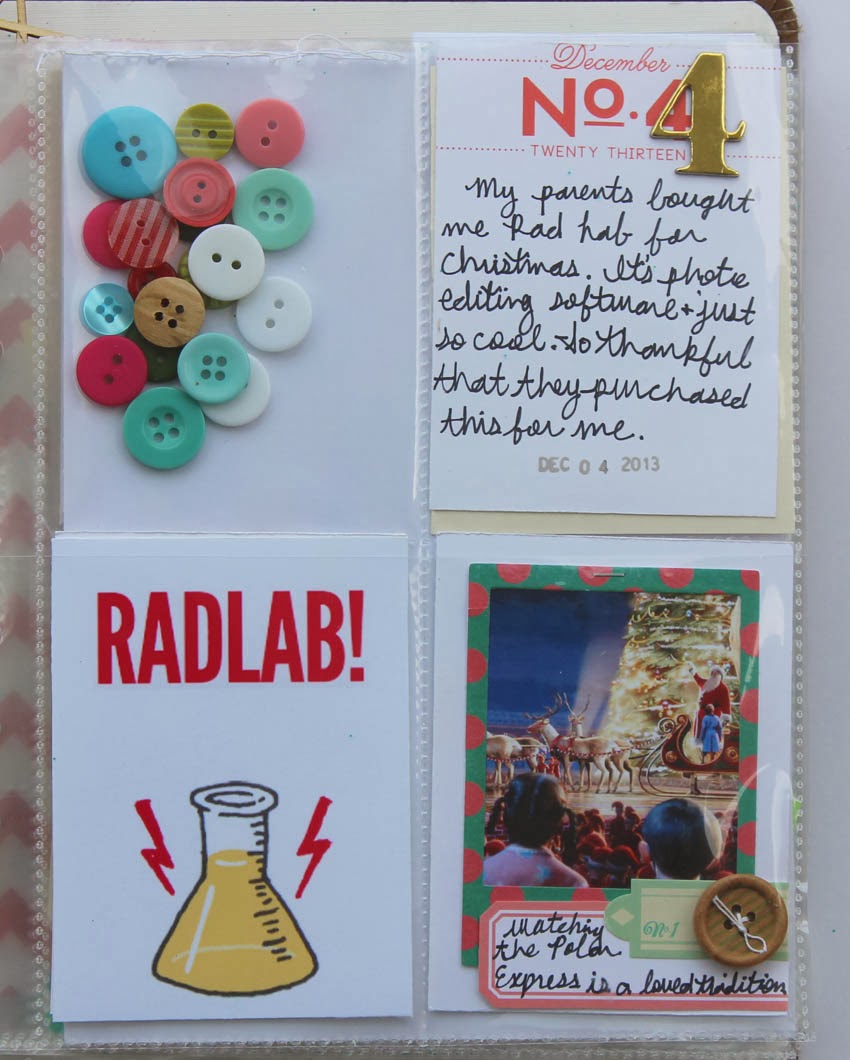 December
No. 4
4
TWENTY THIRTEEN
My parents bought
me Rad Lab for
Christmas. It's photo
editing software + just
so cool. So thankful
that they purchased
this for me.
DEC 04 2013
RADLAB!
No 1
Watching
the Polar
Express is a loved tradition